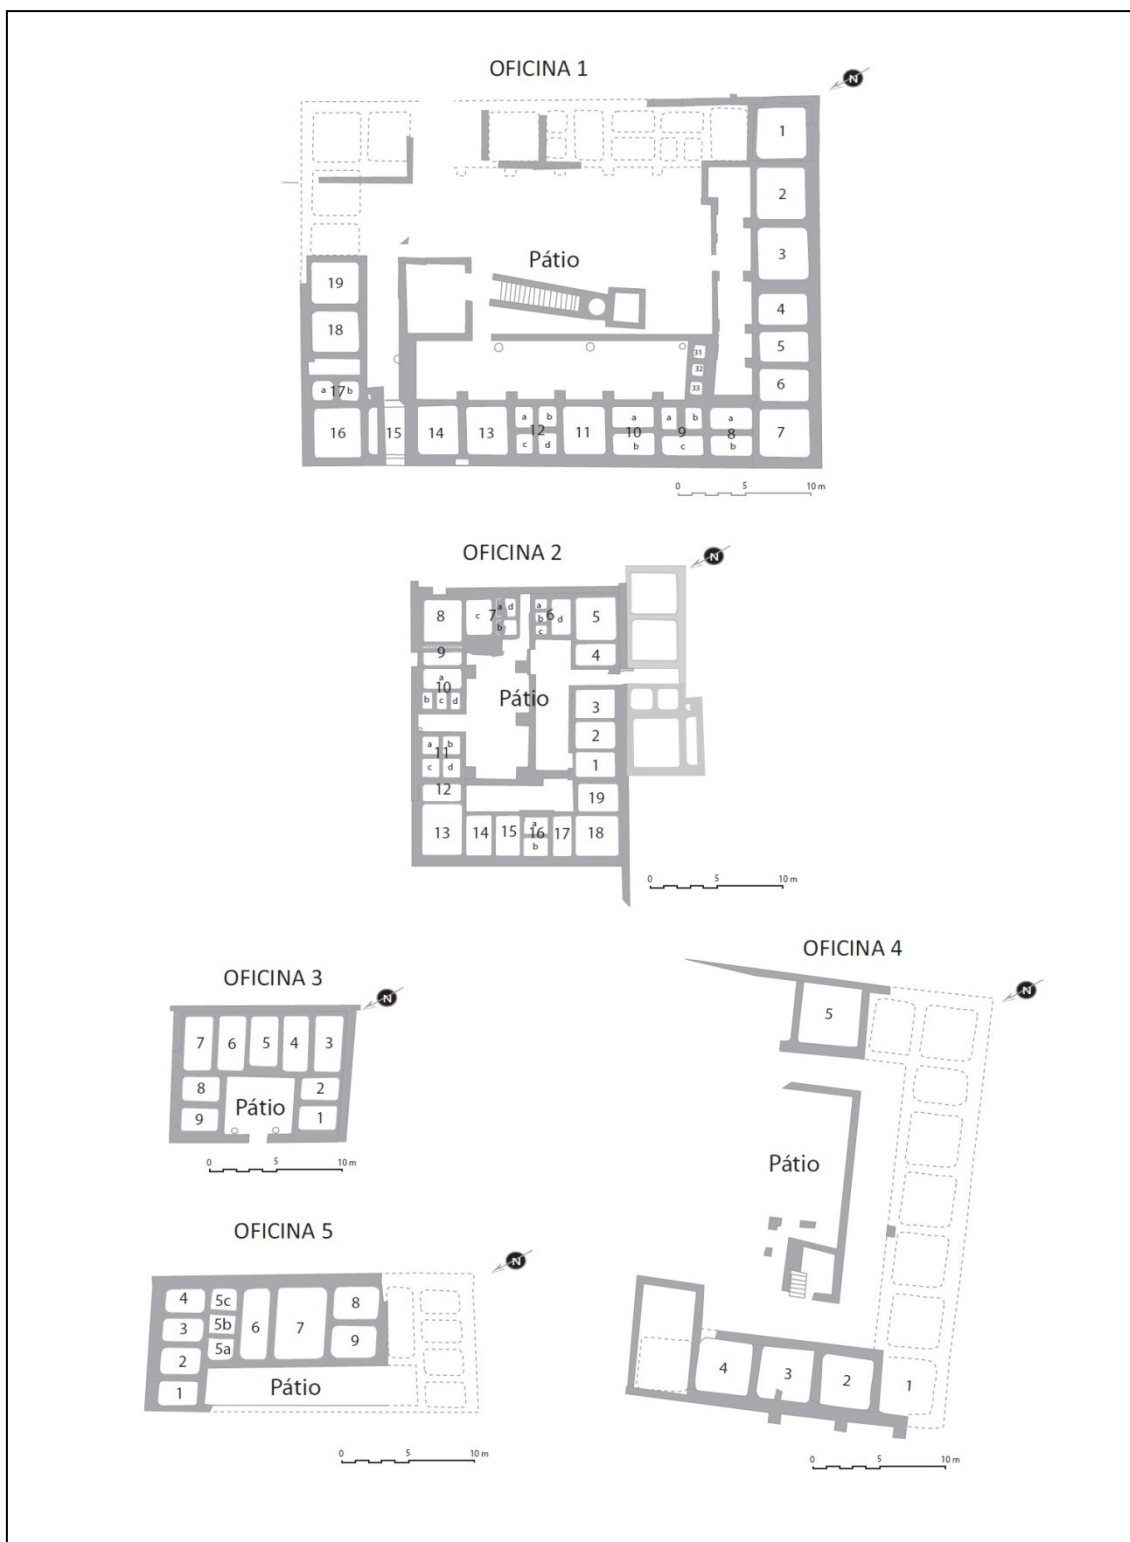 OFICINA 1
N
1
2
Pátio
3
19
4
18
31
5
32
6
33
a 17 b
16
15
14
13
a b
12
c d
11
a
10
b
a b
9
c
a
8
b
7
0 5 10 m
OFICINA 2
N
8
c
7
a
d
b
a
6
b
d
c
5
9
4
a
10
b c d
Pátio
3
a b
11
c d
2
1
12
19
13
14
15
a
16
b
17
18
0 5 10 m
OFICINA 3
N
7 6 5 4 3
8
Pátio
2
9
1
0 5 10 m
OFICINA 4
N
5
Pátio
4
3
2
1
0 5 10 m
OFICINA 5
N
4
5c
8
3
5b
6
7
2
5a
9
1
Pátio
0 5 10 m